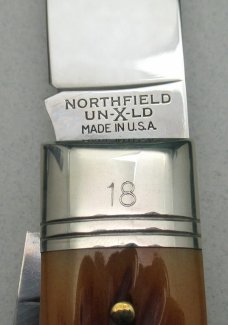 NORTHFIELD
UN-X-LD
MADE IN U.S.A.
18